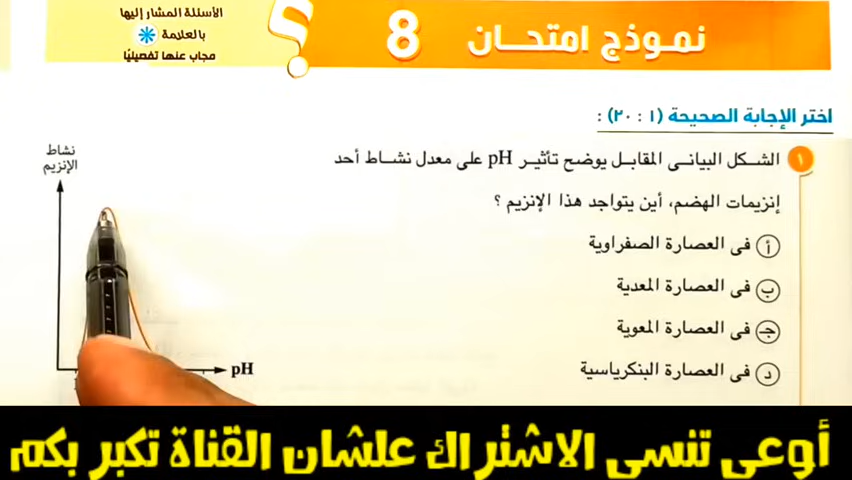 الأسئلة المشار إليها
بالعلامة
مجاب عنها تفصيليًا
نموذج امتحان 8
اختر الإجابة الصحيحة (١ : ٢٠) :
١ الشكل البيانى المقابل يوضح تأثير pH على معدل نشاط أحد
إنزيمات الهضم، أين يتواجد هذا الإنزيم ؟
أ فى العصارة الصفراوية
ب فى العصارة المعدية
جـ فى العصارة المعوية
د فى العصارة البنكرياسية
نشاط
الإنزيم
pH
أوعى تنسى الاشتراك علشان القناة تكبر بكم